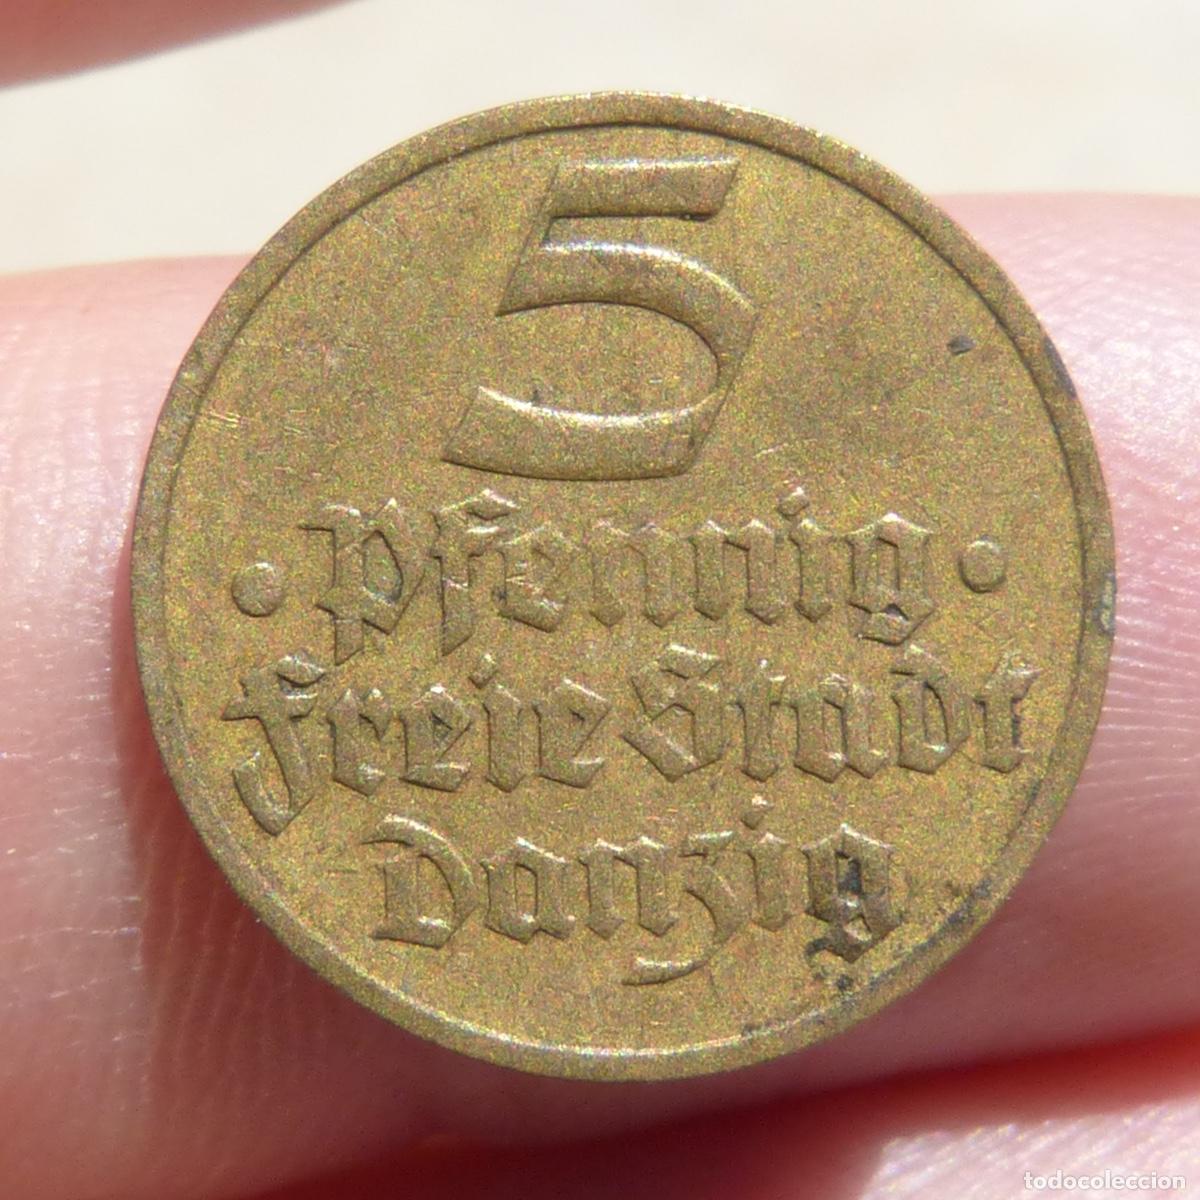 5
· Pfennig ·
Freie Stadt
Danzig
todocoleccion